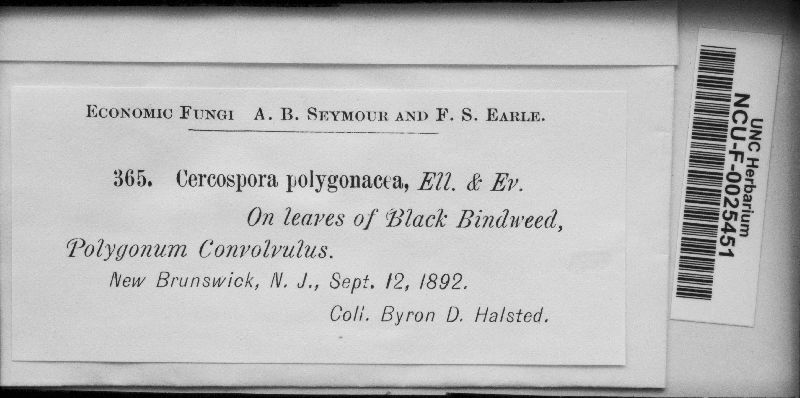 Economic Fungi A. B. Seymour and F. S. Earle.
365. Cercospora polygonacea, Ell. & Ev.
On leaves of Black Bindweed,
Polygonum Convolvulus.
New Brunswick, N. J., Sept. 12, 1892.
Coll. Byron D. Halsted.
UNC Herbarium
NCU-F-0025451